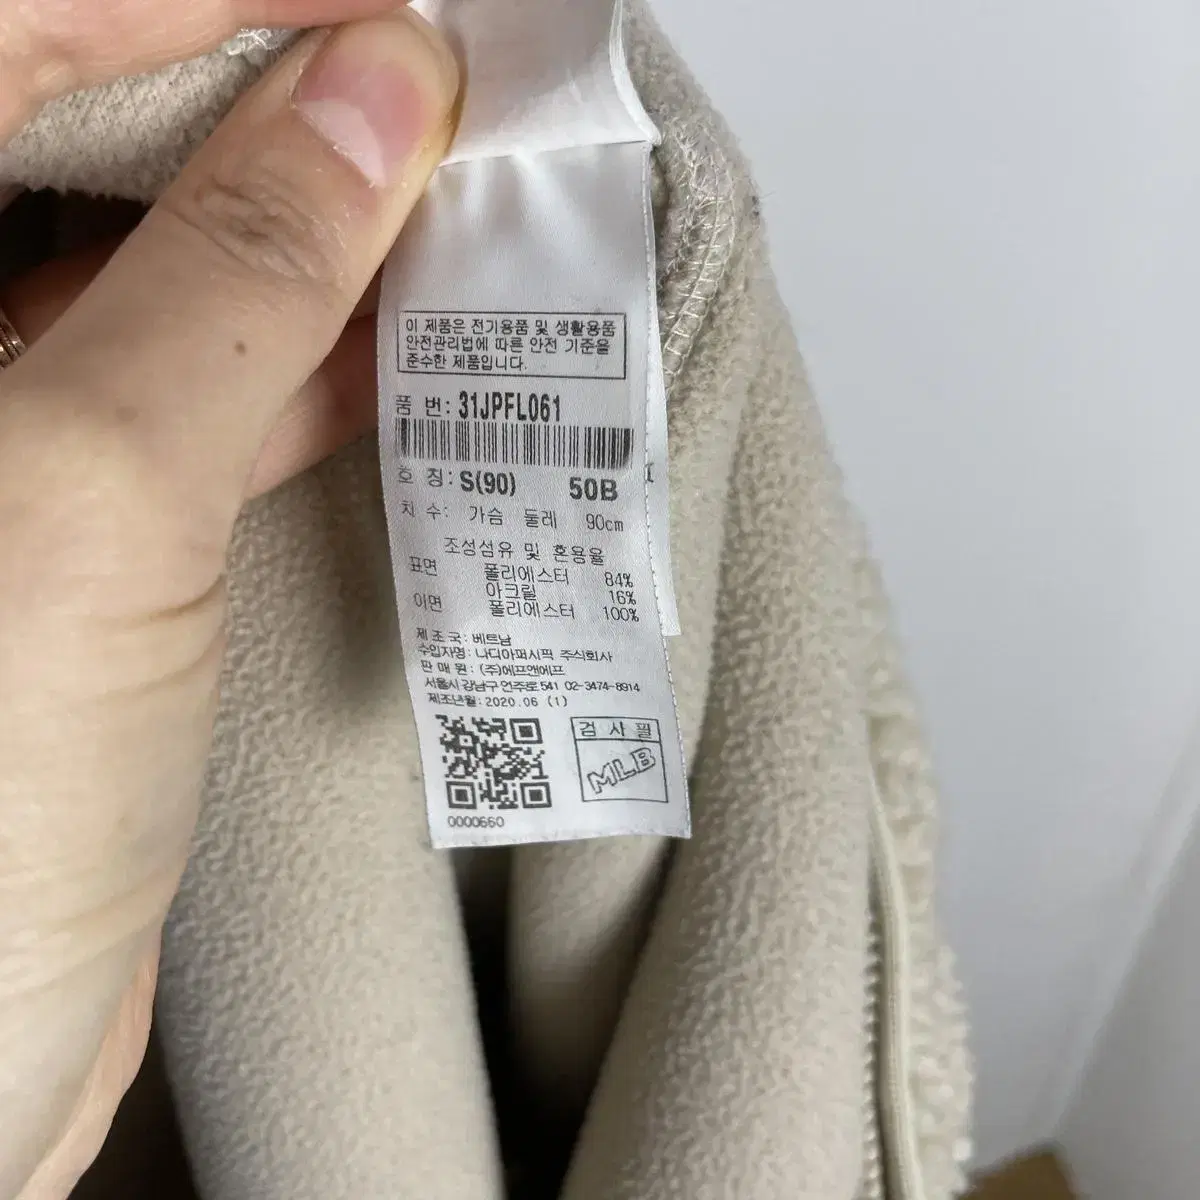 이 제품은 전기용품 및 생활용품
안전관리법에 따른 안전 기준을
준수한 제품입니다.
품 번: 31JPFL061
호 칭: S(90) 50B
치 수: 가슴 둘레 90cm
조성섬유 및 혼용율
표면 폴리에스터 84%
아크릴 16%
이면 폴리에스터 100%
제 조 국: 베트남
수입자명: 나디아퍼시픽 주식회사
판 매 원: (주)에프앤에프
서울시 강남구 언주로 541 02-3474-8914
제조년월: 2020.06 (1)
검 사 필
MLB
0000660